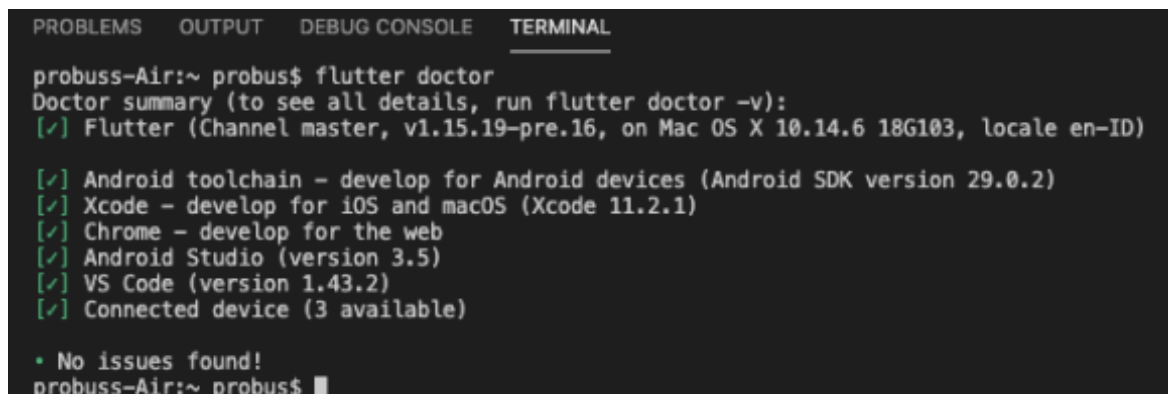 PROBLEMS OUTPUT DEBUG CONSOLE TERMINAL
probuss-Air:~ probus$ flutter doctor
Doctor summary (to see all details, run flutter doctor -v):
[✓] Flutter (Channel master, v1.15.19-pre.16, on Mac OS X 10.14.6 18G103, locale en-ID)
[✓] Android toolchain - develop for Android devices (Android SDK version 29.0.2)
[✓] Xcode - develop for iOS and macOS (Xcode 11.2.1)
[✓] Chrome - develop for the web
[✓] Android Studio (version 3.5)
[✓] VS Code (version 1.43.2)
[✓] Connected device (3 available)
• No issues found!
probuss-Air:~ probus$